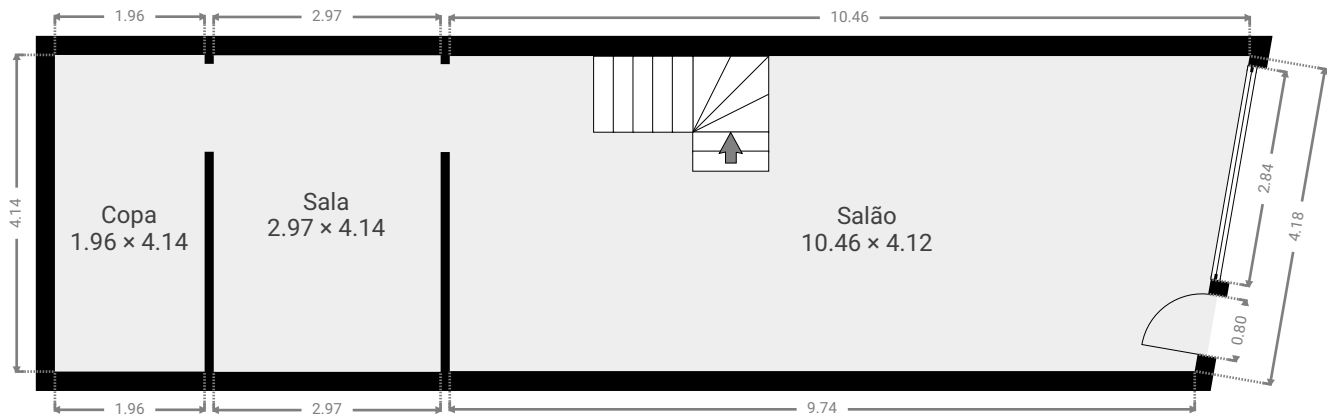 1.96
2.97
10.46
4.14
Copa
1.96 × 4.14
Sala
2.97 × 4.14
Salão
10.46 × 4.12
2.84
4.18
0.80
1.96
2.97
9.74